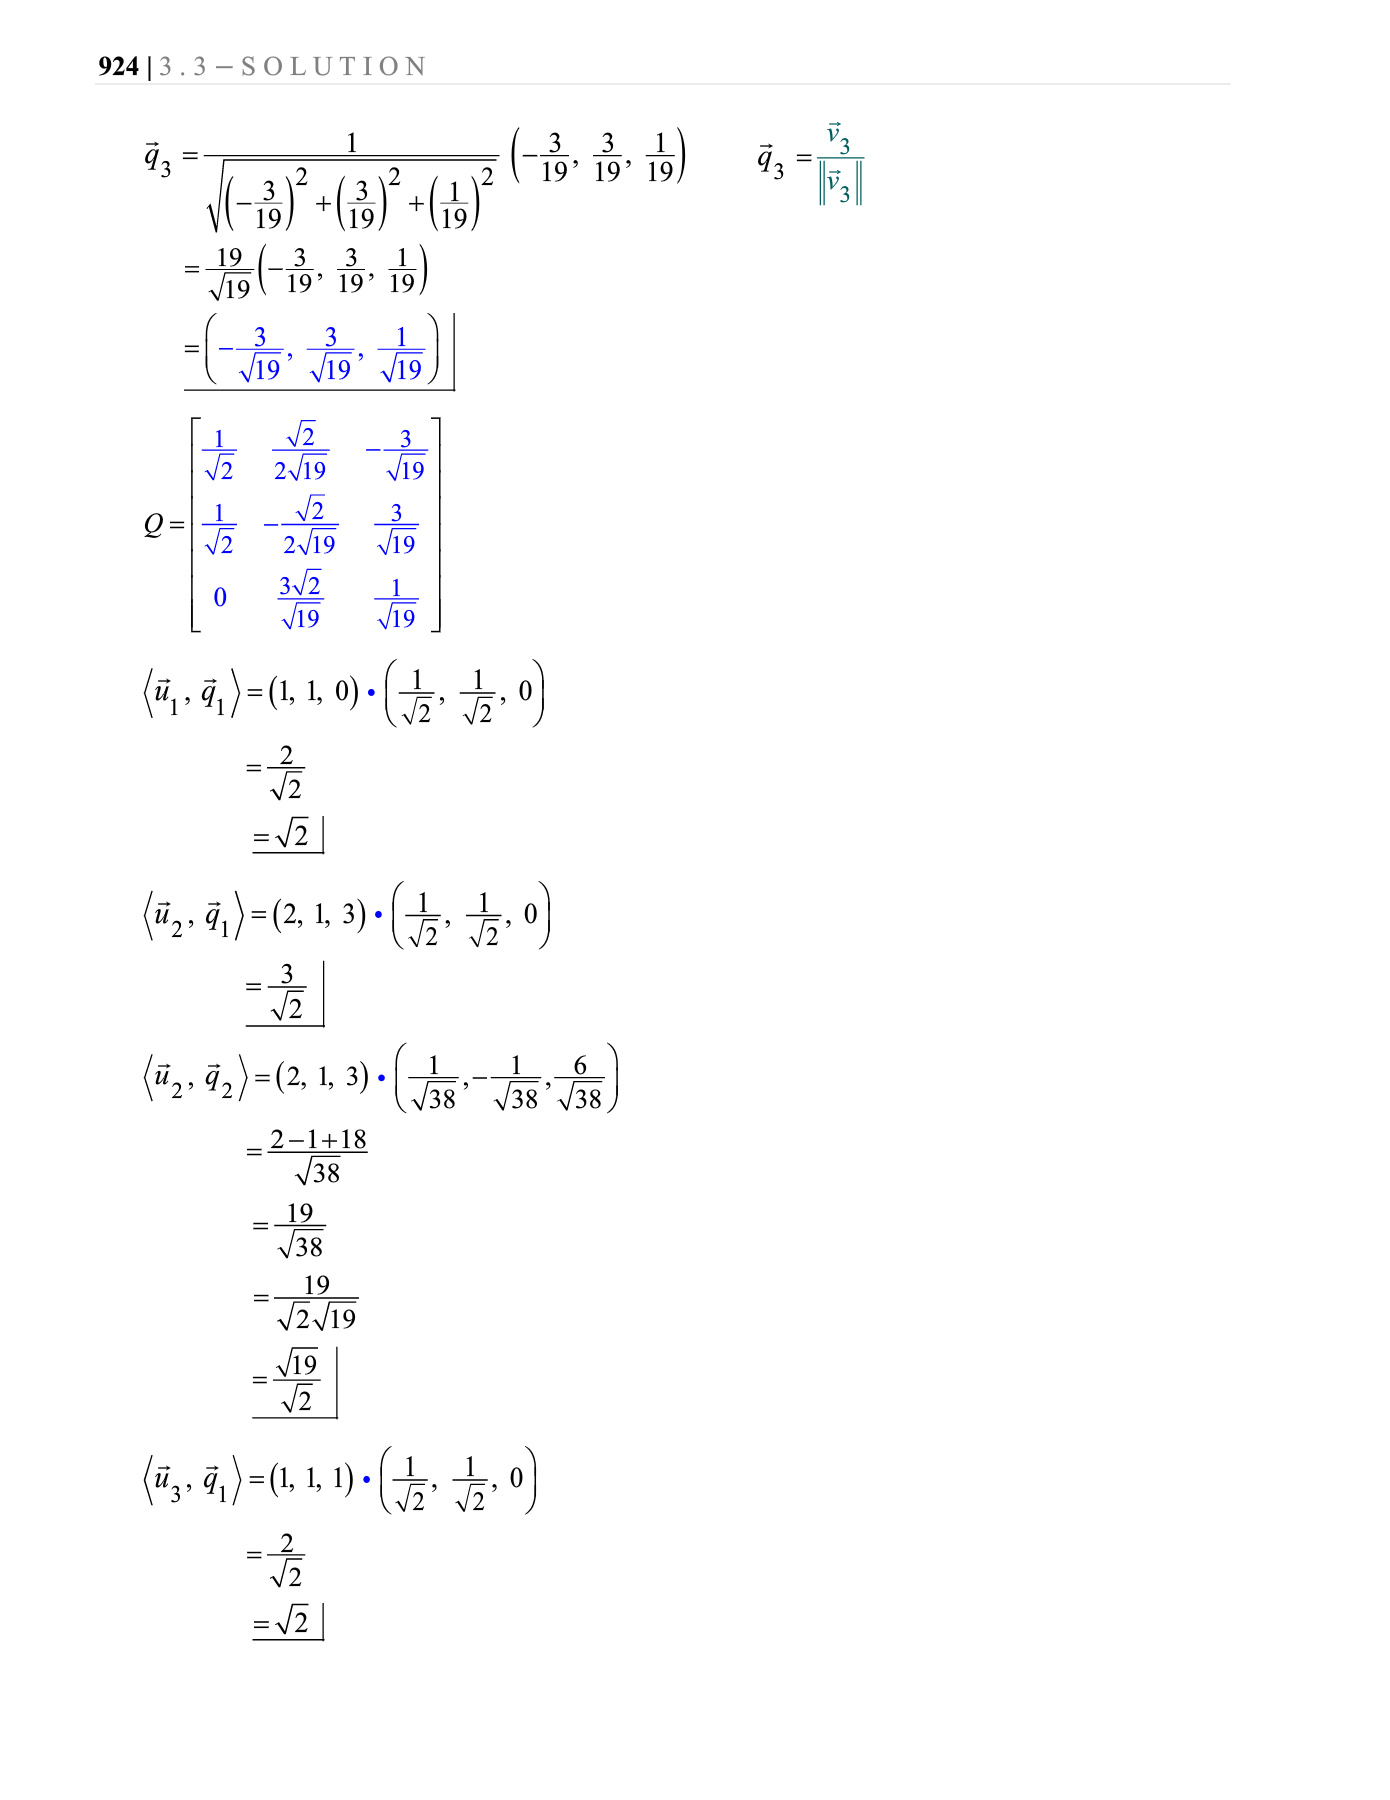 924 | 3.3 – SOLUTION
$\vec{q}_3 = \frac{1}{\sqrt{\left(-\frac{3}{19}\right)^2+\left(\frac{3}{19}\right)^2+\left(\frac{1}{19}\right)^2}} \left(-\frac{3}{19}, \frac{3}{19}, \frac{1}{19}\right)$ $\vec{q}_3 = \frac{\vec{v}_3}{\left\|\vec{v}_3\right\|}$
$= \frac{19}{\sqrt{19}}\left(-\frac{3}{19}, \frac{3}{19}, \frac{1}{19}\right)$
$= \left(-\frac{3}{\sqrt{19}}, \frac{3}{\sqrt{19}}, \frac{1}{\sqrt{19}}\right)$
$Q = \begin{bmatrix} \frac{1}{\sqrt{2}} & \frac{\sqrt{2}}{2\sqrt{19}} & -\frac{3}{\sqrt{19}} \\ \frac{1}{\sqrt{2}} & -\frac{\sqrt{2}}{2\sqrt{19}} & \frac{3}{\sqrt{19}} \\ 0 & \frac{3\sqrt{2}}{\sqrt{19}} & \frac{1}{\sqrt{19}} \end{bmatrix}$
$\langle \vec{u}_1, \vec{q}_1 \rangle = (1, 1, 0) \bullet \left(\frac{1}{\sqrt{2}}, \frac{1}{\sqrt{2}}, 0\right)$
$= \frac{2}{\sqrt{2}}$
$= \sqrt{2}$
$\langle \vec{u}_2, \vec{q}_1 \rangle = (2, 1, 3) \bullet \left(\frac{1}{\sqrt{2}}, \frac{1}{\sqrt{2}}, 0\right)$
$= \frac{3}{\sqrt{2}}$
$\langle \vec{u}_2, \vec{q}_2 \rangle = (2, 1, 3) \bullet \left(\frac{1}{\sqrt{38}}, -\frac{1}{\sqrt{38}}, \frac{6}{\sqrt{38}}\right)$
$= \frac{2-1+18}{\sqrt{38}}$
$= \frac{19}{\sqrt{38}}$
$= \frac{19}{\sqrt{2}\sqrt{19}}$
$= \frac{\sqrt{19}}{\sqrt{2}}$
$\langle \vec{u}_3, \vec{q}_1 \rangle = (1, 1, 1) \bullet \left(\frac{1}{\sqrt{2}}, \frac{1}{\sqrt{2}}, 0\right)$
$= \frac{2}{\sqrt{2}}$
$= \sqrt{2}$